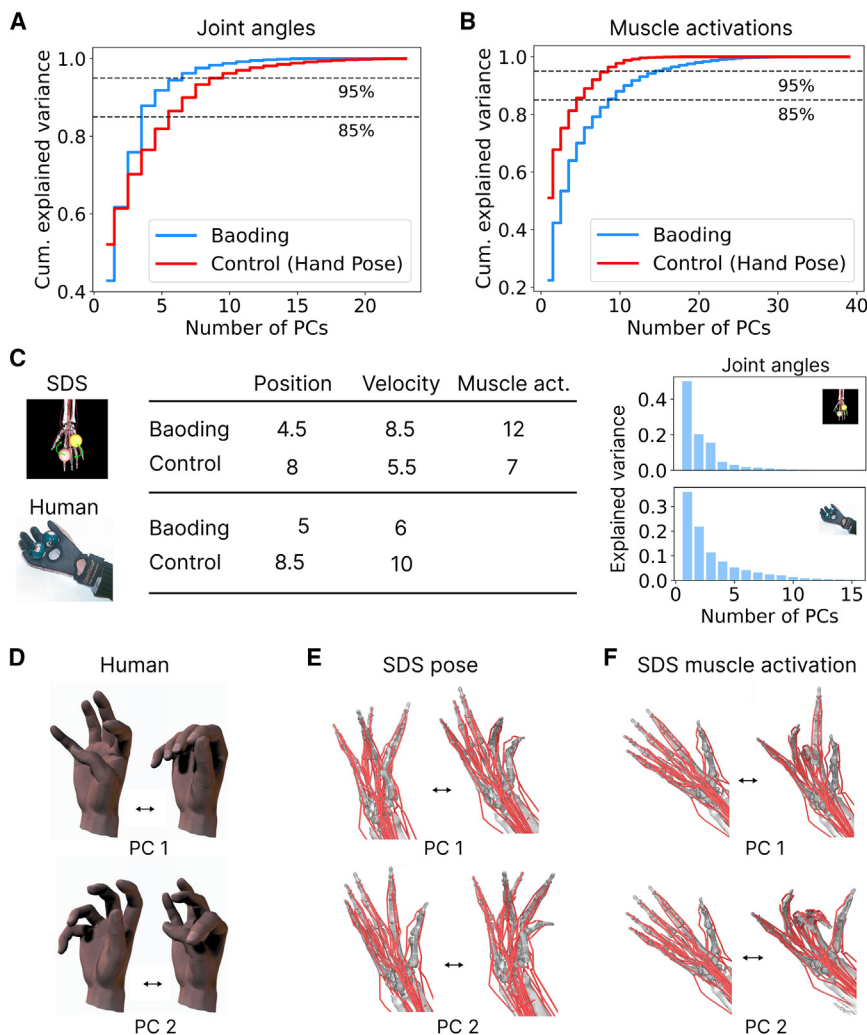 A
Joint angles
Cum. explained variance
1.0
0.8
0.6
0.4
95%
85%
Baoding
Control (Hand Pose)
0 5 10 15 20
Number of PCs
B
Muscle activations
Cum. explained variance
1.0
0.8
0.6
0.4
0.2
95%
85%
Baoding
Control (Hand Pose)
0 10 20 30 40
Number of PCs
C
SDS
Human
Position Velocity Muscle act.
Baoding 4.5 8.5 12
Control 8 5.5 7
Baoding 5 6
Control 8.5 10
Joint angles
Explained variance
0.4
0.2
0.0
0.3
0.2
0.1
0.0
0 5 10 15
Number of PCs
D
Human
PC 1
PC 2
E
SDS pose
PC 1
PC 2
F
SDS muscle activation
PC 1
PC 2